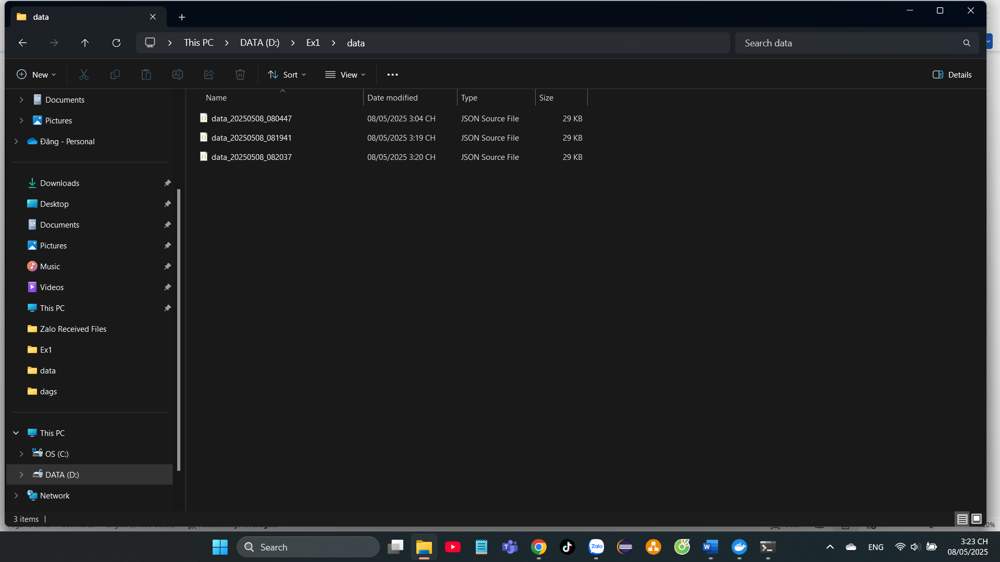 data
This PC
DATA (D:)
Ex1
data
Search data
New
Sort
View
Details
Name
Date modified
Type
Size
data_20250508_080447
08/05/2025 3:04 CH
JSON Source File
29 KB
data_20250508_081941
08/05/2025 3:19 CH
JSON Source File
29 KB
data_20250508_082037
08/05/2025 3:20 CH
JSON Source File
29 KB
Documents
Pictures
Đăng - Personal
Downloads
Desktop
Documents
Pictures
Music
Videos
This PC
Zalo Received Files
Ex1
data
dags
This PC
OS (C:)
DATA (D:)
Network
3 items
Search
Zalo
ENG
3:23 CH
08/05/2025